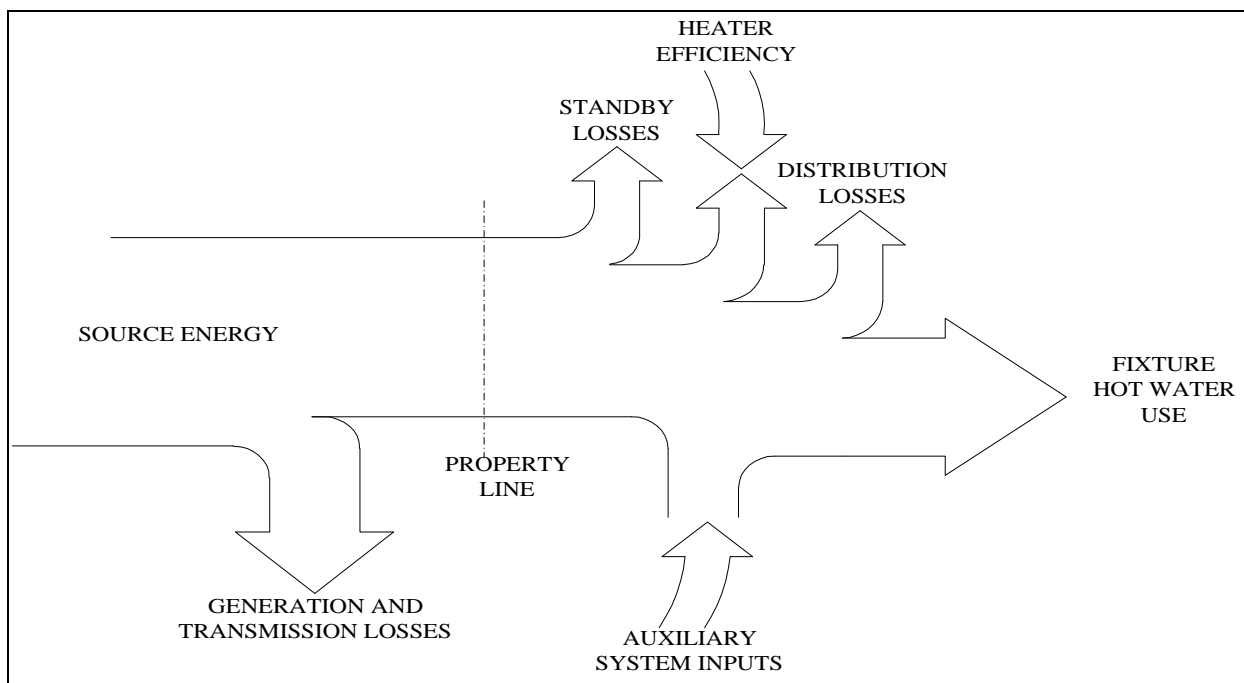 HEATER
EFFICIENCY
STANDBY
LOSSES
DISTRIBUTION
LOSSES
SOURCE ENERGY
FIXTURE
HOT WATER
USE
PROPERTY
LINE
GENERATION AND
TRANSMISSION LOSSES
AUXILIARY
SYSTEM INPUTS